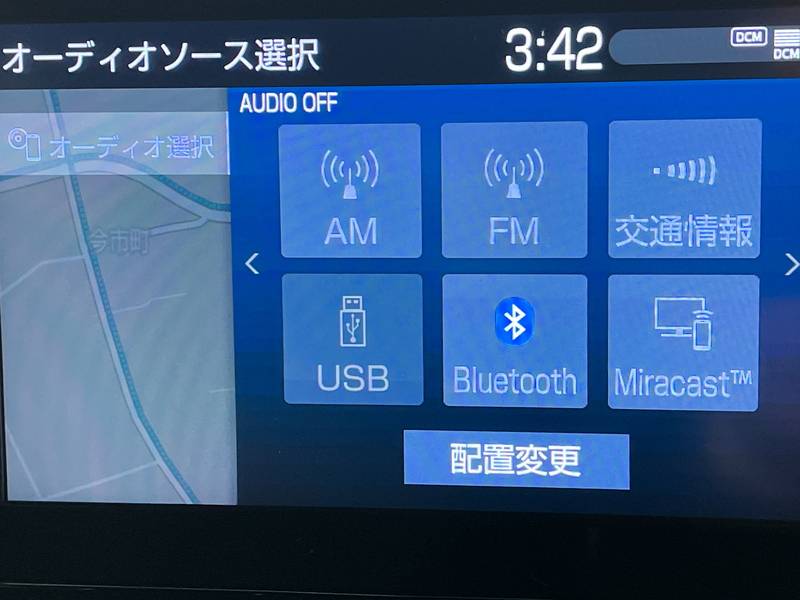 オーディオソース選択
3:42
DCM
DCM
AUDIO OFF
オーディオ選択
AM
FM
交通情報
今市町
USB
Bluetooth
Miracast™
配置変更